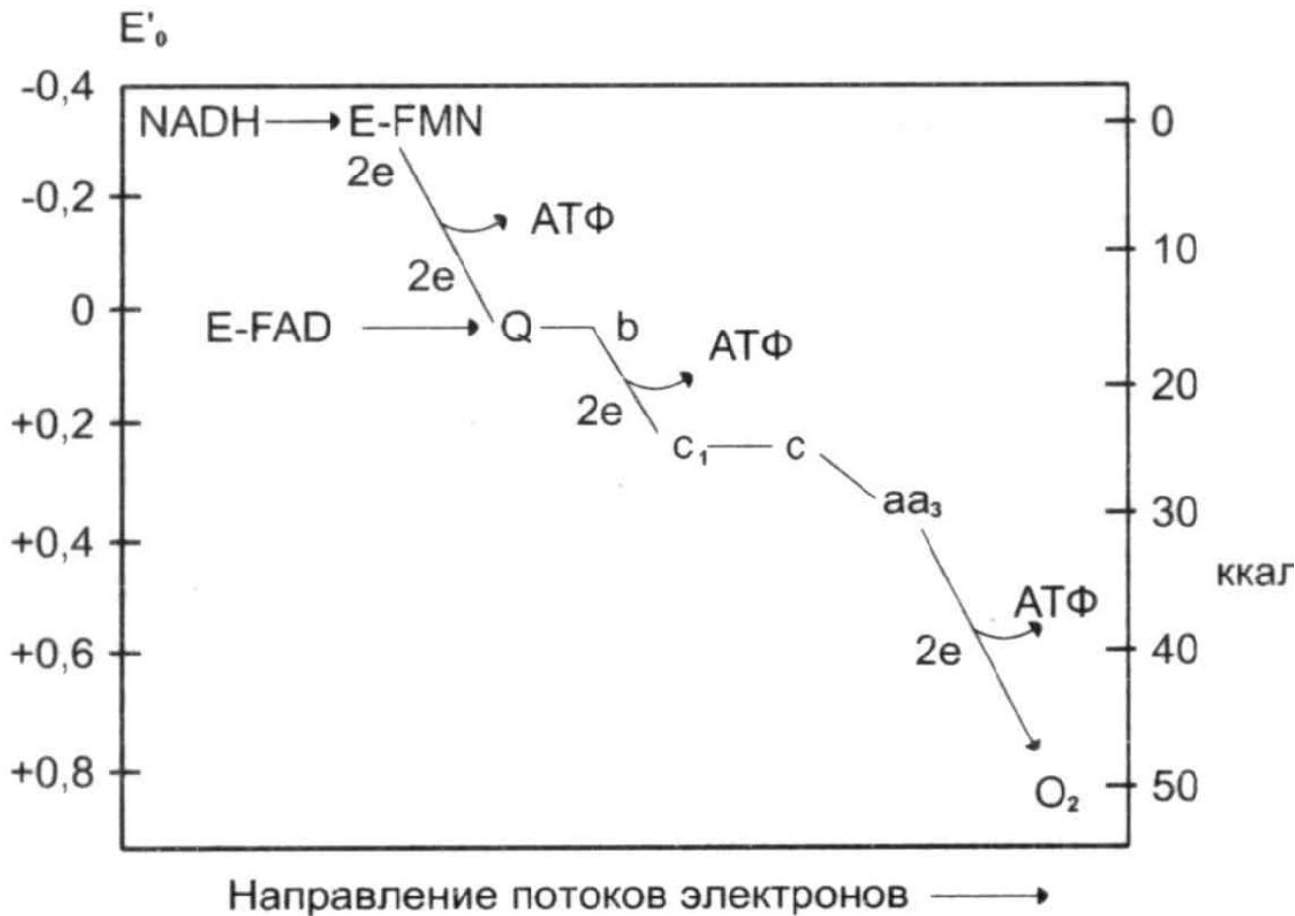 E'₀
-0,4
NADH E-FMN 0
2e
-0,2
АТФ
2e 10
0
E-FAD Q b АТФ
20
2e
+0,2
c₁ c
aa₃ 30
+0,4
ккал
АТФ
2e 40
+0,6
+0,8
O₂ 50
Направление потоков электронов